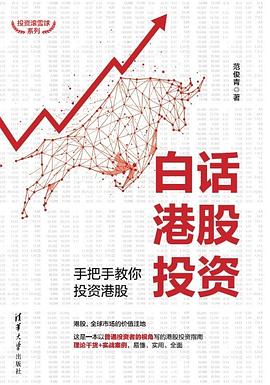 投资滚雪球
系列
范俊青 著
白话
港股
投资
手把手教你
投资港股
港股，全球市场的价值洼地
这是一本以普通投资者的视角写的港股投资指南
理论干货+实战案例，易懂，实用，全面
清华大学出版社